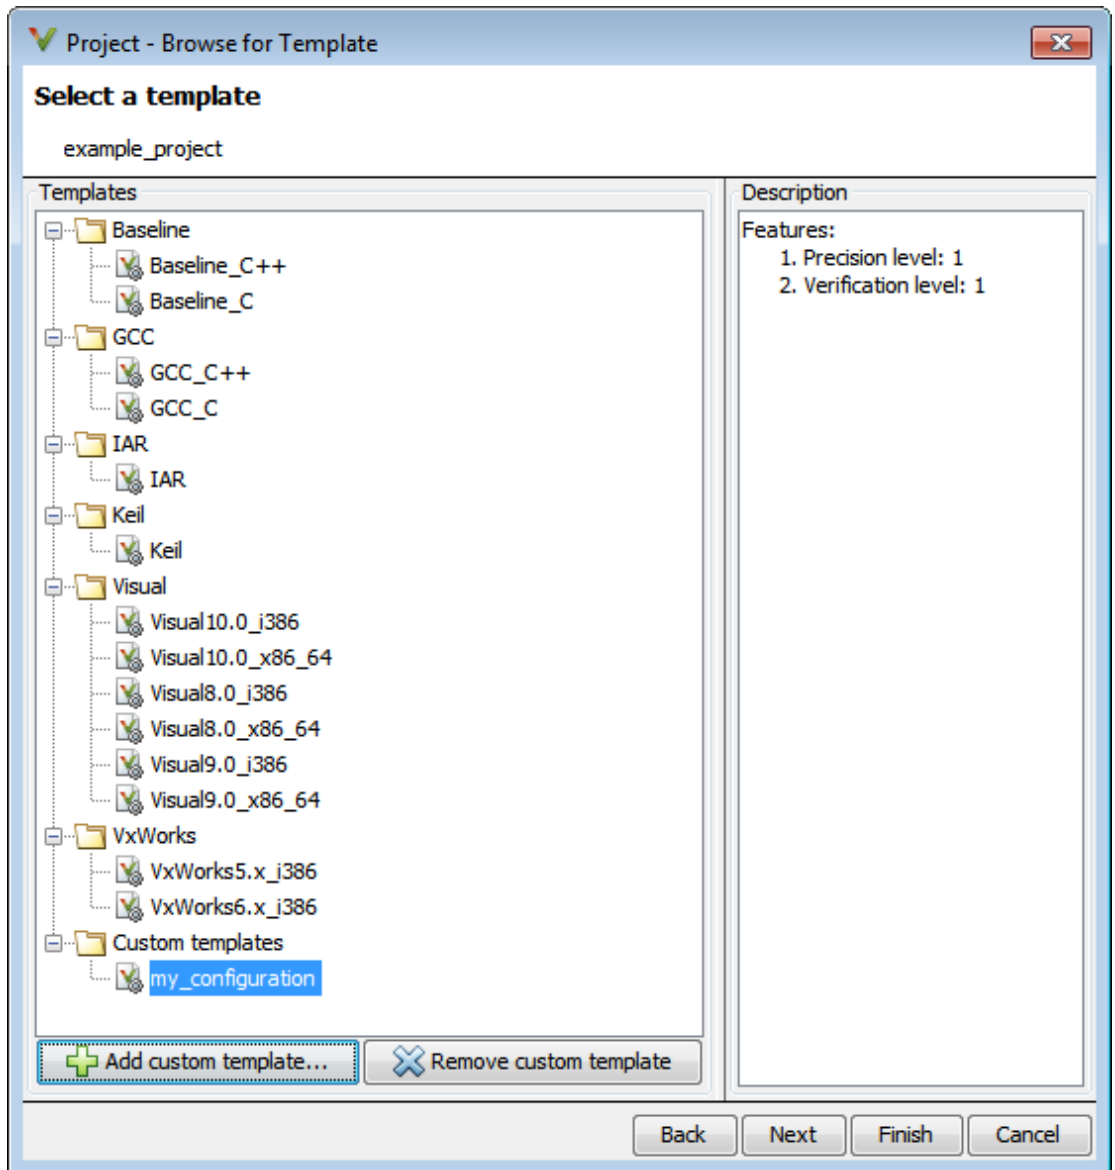 Project - Browse for Template
Select a template
example_project
Templates
Baseline
Baseline_C++
Baseline_C
GCC
GCC_C++
GCC_C
IAR
IAR
Keil
Keil
Visual
Visual10.0_i386
Visual10.0_x86_64
Visual8.0_i386
Visual8.0_x86_64
Visual9.0_i386
Visual9.0_x86_64
VxWorks
VxWorks5.x_i386
VxWorks6.x_i386
Custom templates
my_configuration
Add custom template...
Remove custom template
Description
Features:
1. Precision level: 1
2. Verification level: 1
Back
Next
Finish
Cancel